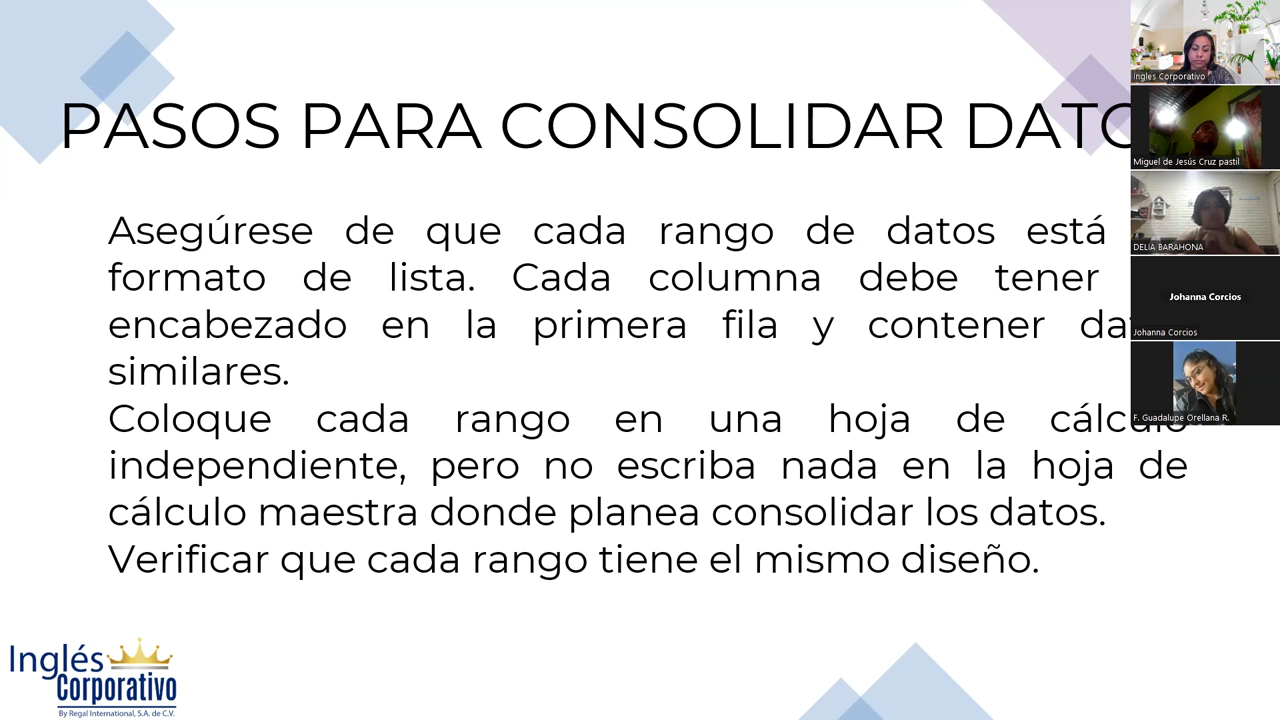 PASOS PARA CONSOLIDAR
Asegúrese de que cada rango de datos está
formato de lista. Cada columna debe tener
encabezado en la primera fila y contener
similares.
Coloque cada rango en una hoja de cálculo
independiente, pero no escriba nada en la hoja de
cálculo maestra donde planea consolidar los datos.
Verificar que cada rango tiene el mismo diseño.
Inglés
Corporativo
By Regal International, S.A. de C.V.
Ingles Corporativo
Miguel de Jesús Cruz pastil
DELIA BARAHONA
Johanna Corcios
Johanna Corcios
F. Guadalupe Orellana R.